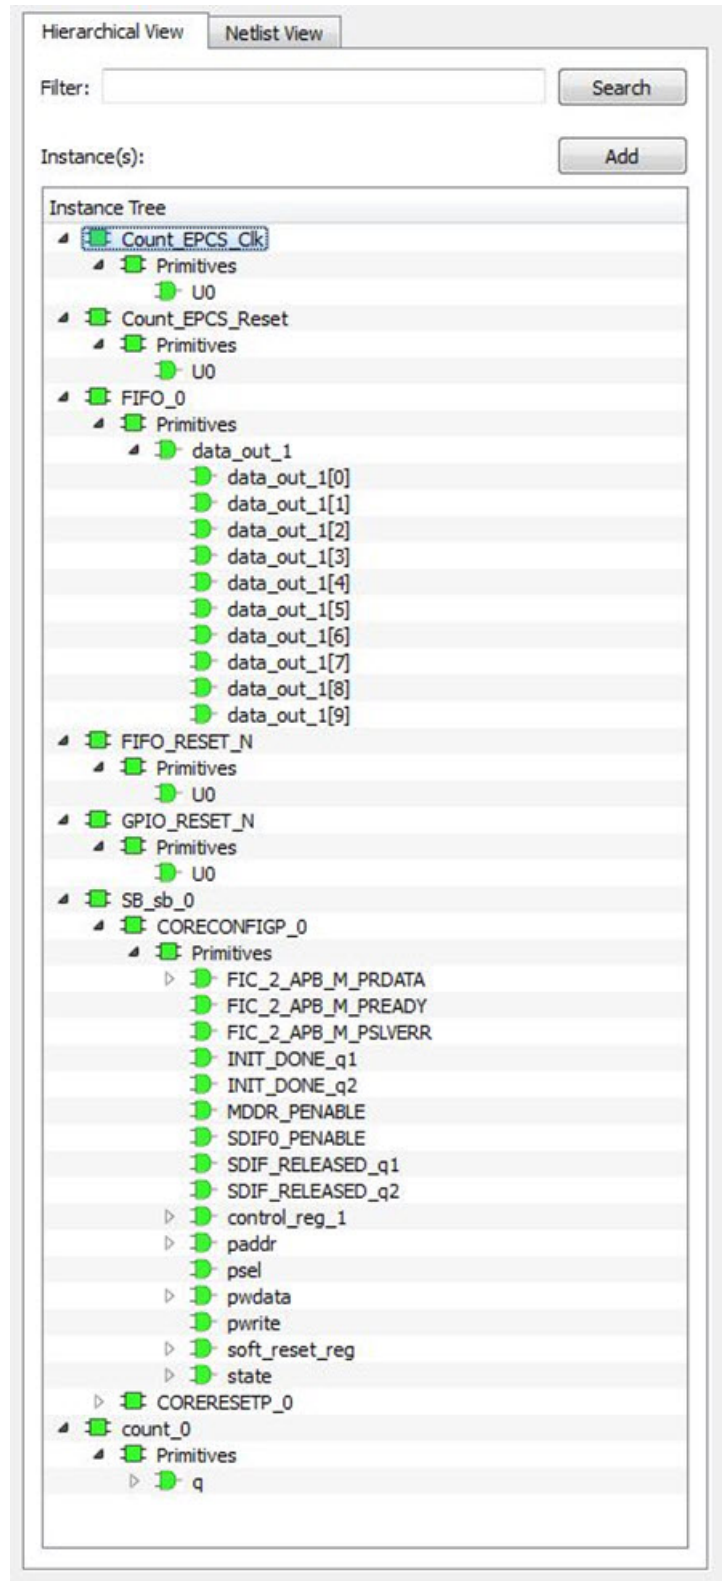 Hierarchical View Netlist View
Filter: Search
Instance(s): Add
Instance Tree
Count_EPCS_Clk
Primitives
U0
Count_EPCS_Reset
Primitives
U0
FIFO_0
Primitives
data_out_1
data_out_1[0]
data_out_1[1]
data_out_1[2]
data_out_1[3]
data_out_1[4]
data_out_1[5]
data_out_1[6]
data_out_1[7]
data_out_1[8]
data_out_1[9]
FIFO_RESET_N
Primitives
U0
GPIO_RESET_N
Primitives
U0
SB_sb_0
CORECONFIGP_0
Primitives
FIC_2_APB_M_PRDATA
FIC_2_APB_M_PREADY
FIC_2_APB_M_PSLVERR
INIT_DONE_q1
INIT_DONE_q2
MDDR_PENABLE
SDIF0_PENABLE
SDIF_RELEASED_q1
SDIF_RELEASED_q2
control_reg_1
paddr
psel
pwdata
pwrite
soft_reset_reg
state
CORERESETP_0
count_0
Primitives
q